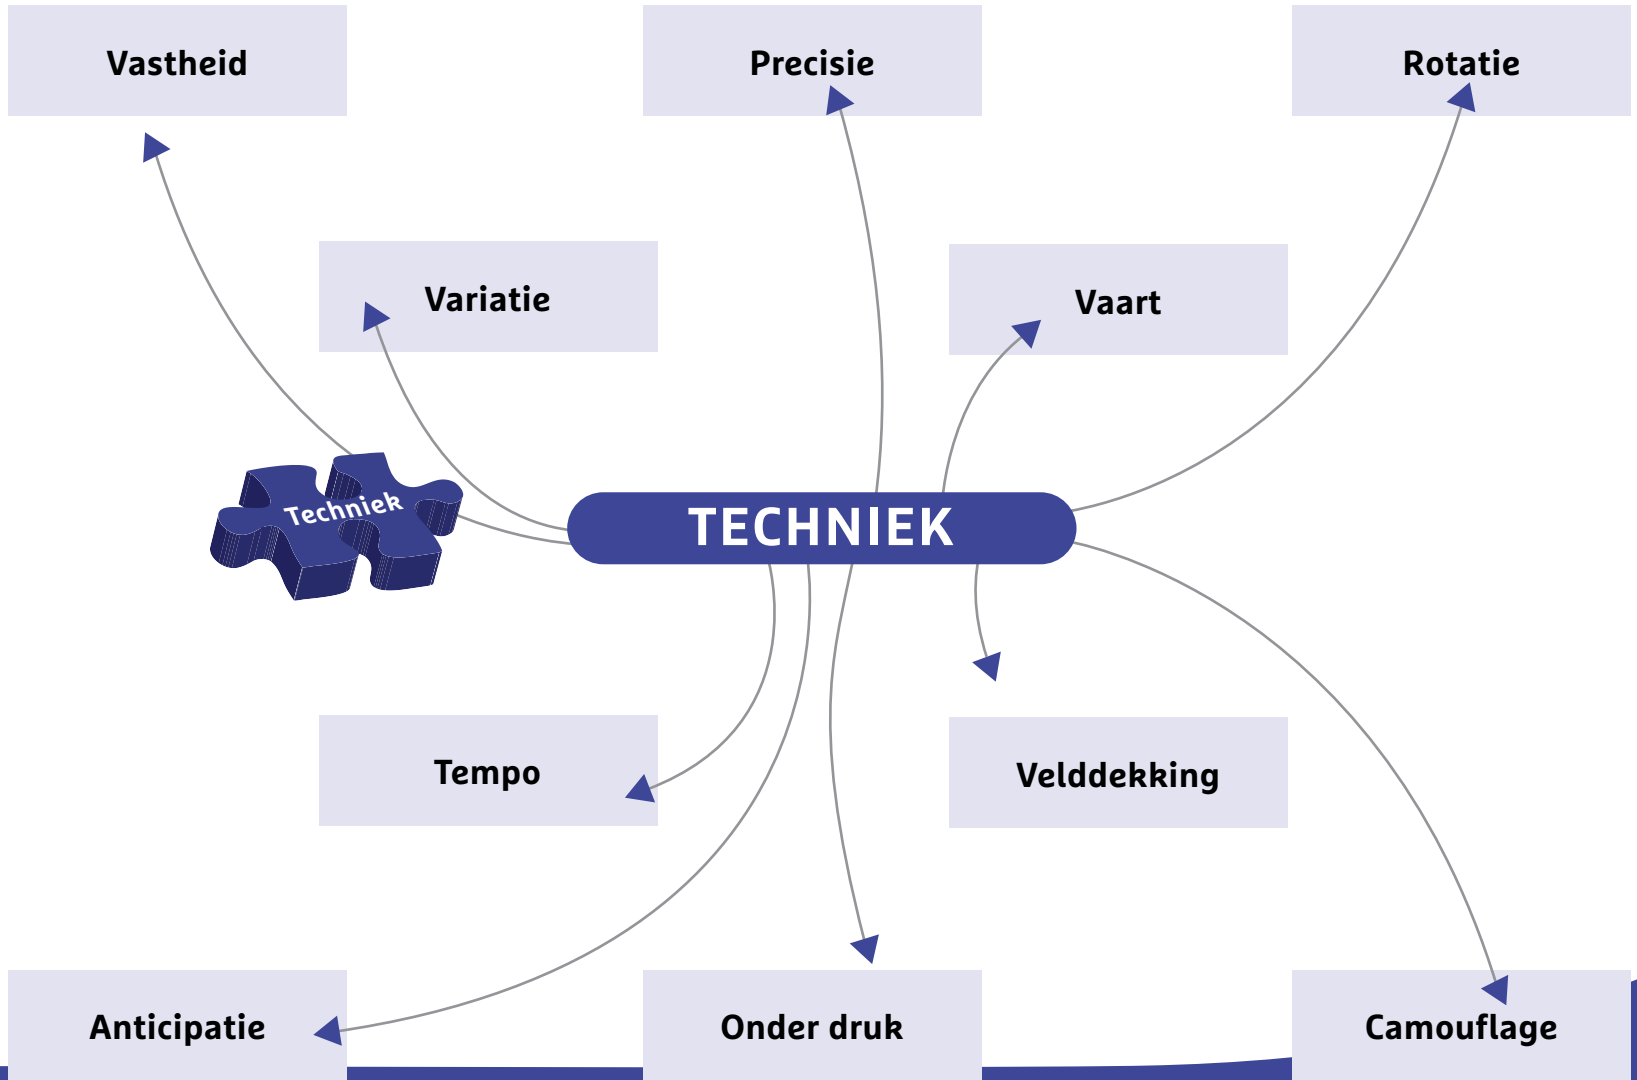 Vastheid
Precisie
Rotatie
Variatie
Vaart
Techniek
TECHNIEK
Tempo
Velddekking
Anticipatie
Onder druk
Camouflage